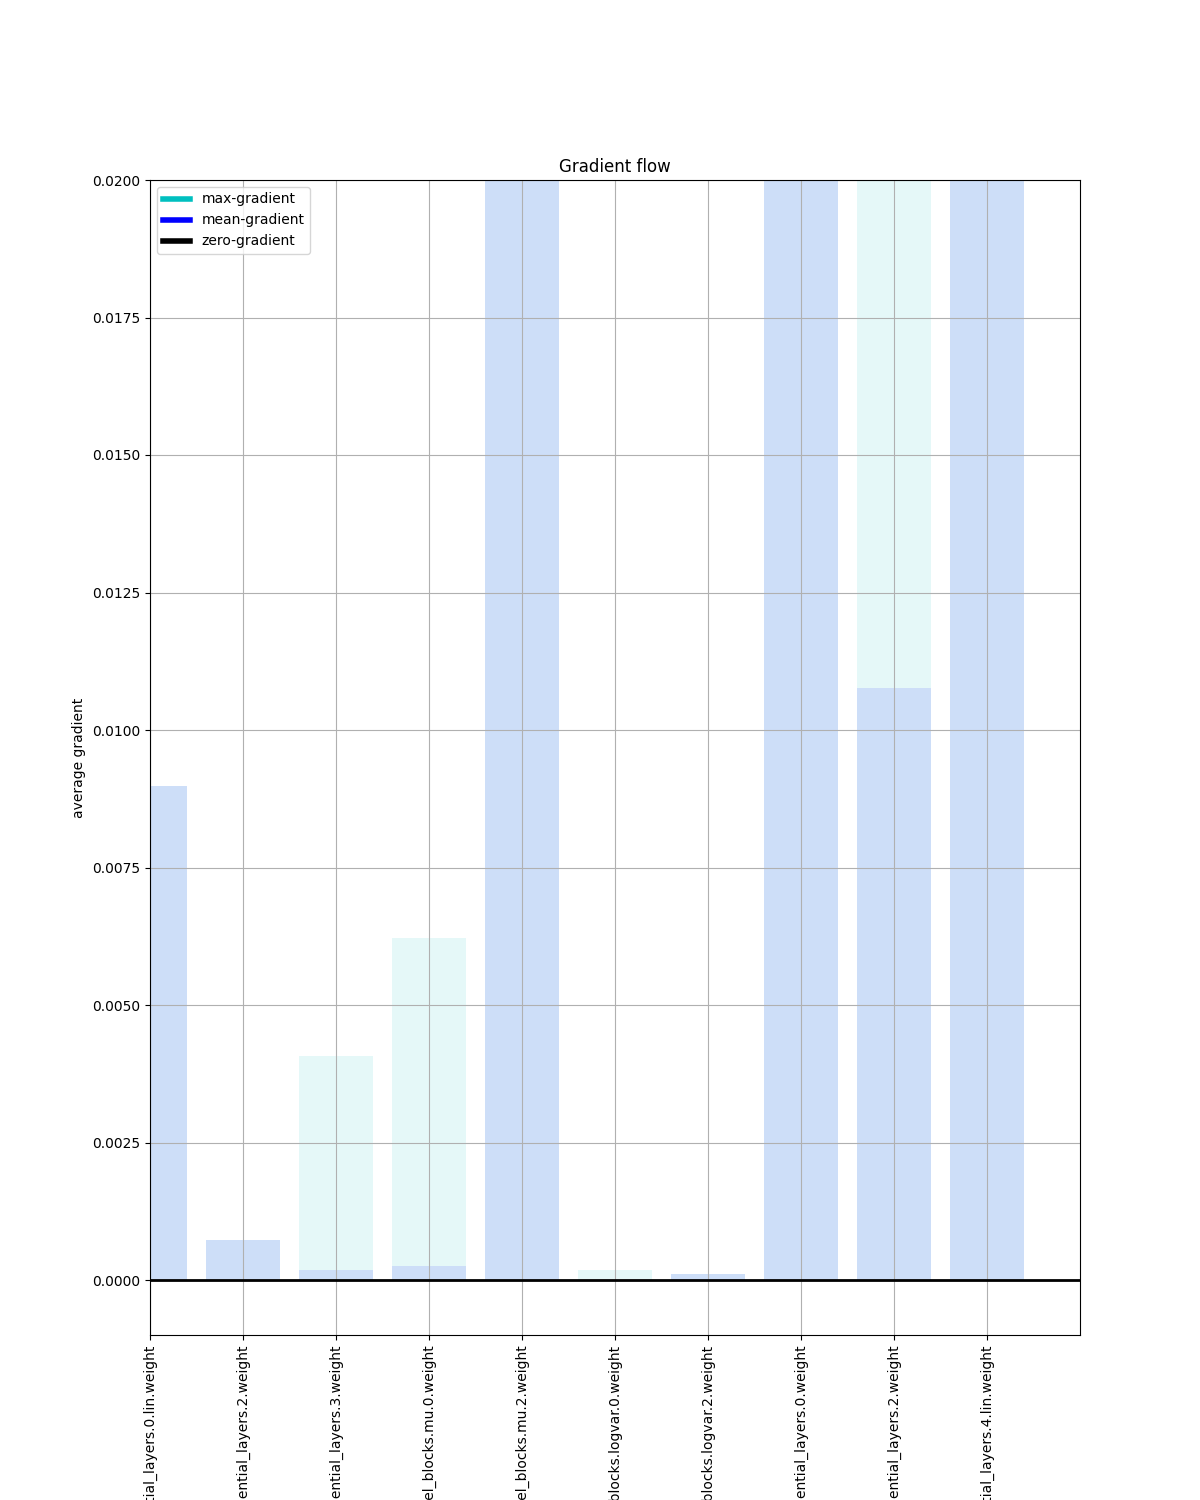 Gradient flow
max-gradient
mean-gradient
zero-gradient
0.0200
0.0175
0.0150
0.0125
0.0100
0.0075
0.0050
0.0025
0.0000
average gradient
tial_layers.0.lin.weight
ential_layers.2.weight
ential_layers.3.weight
el_blocks.mu.0.weight
el_blocks.mu.2.weight
blocks.logvar.0.weight
blocks.logvar.2.weight
ential_layers.0.weight
ential_layers.2.weight
tial_layers.4.lin.weight